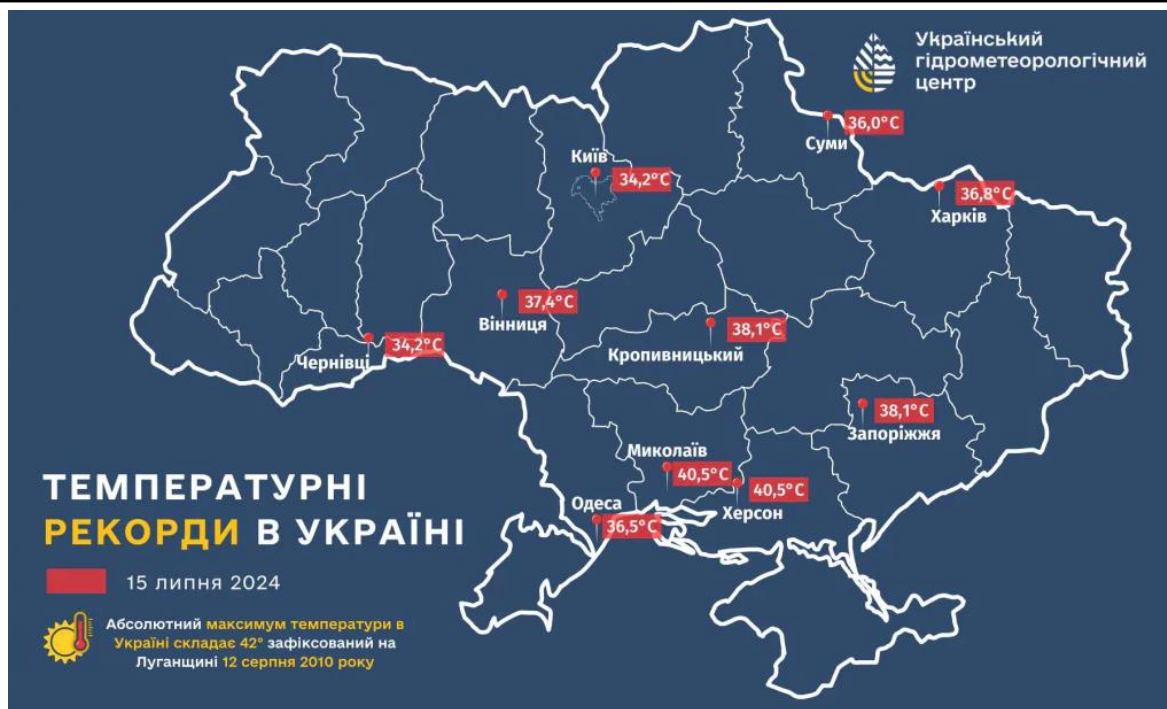 Український
гідрометеорологічний
центр
36,0°C
Суми
Київ
34,2°C
36,8°C
Харків
37,4°C
Вінниця
38,1°C
Кропивницький
34,2°C
Чернівці
38,1°C
Запоріжжя
Миколаїв
40,5°C
40,5°C
Херсон
Одеса
36,5°C
ТЕМПЕРАТУРНІ
РЕКОРДИ В УКРАЇНІ
15 липня 2024
Абсолютний максимум температури в
Україні складає 42° зафіксований на
Луганщині 12 серпня 2010 року